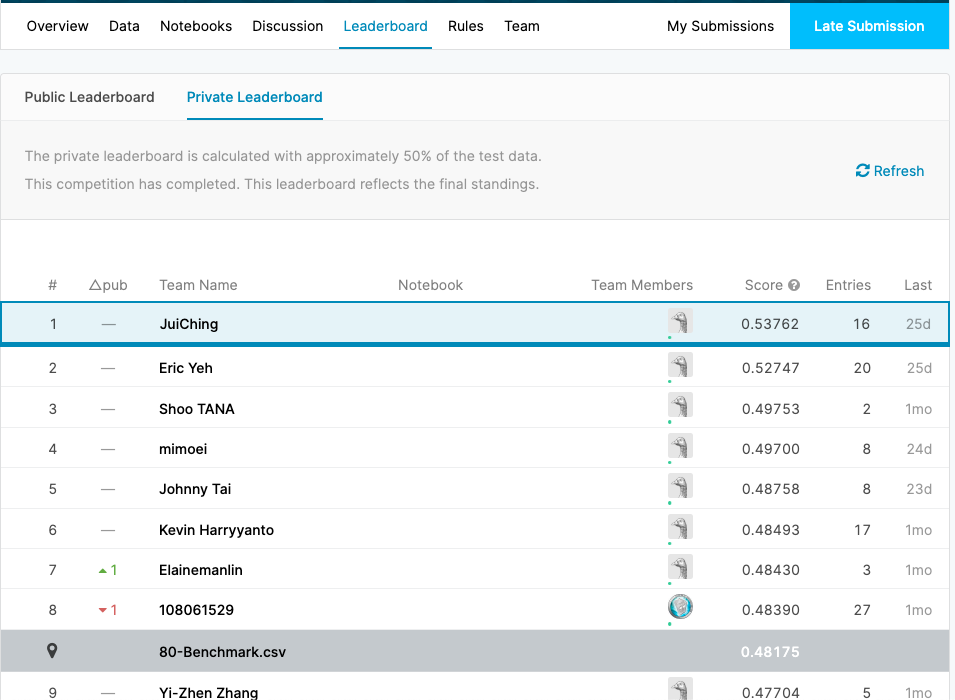 Overview Data Notebooks Discussion Leaderboard Rules Team My Submissions Late Submission
Public Leaderboard Private Leaderboard
The private leaderboard is calculated with approximately 50% of the test data.
This competition has completed. This leaderboard reflects the final standings.
Refresh
# △pub Team Name Notebook Team Members Score ? Entries Last
1 — JuiChing 0.53762 16 25d
2 — Eric Yeh 0.52747 20 25d
3 — Shoo TANA 0.49753 2 1mo
4 — mimoei 0.49700 8 24d
5 — Johnny Tai 0.48758 8 23d
6 — Kevin Harryyanto 0.48493 17 1mo
7 ▲1 Elainemanlin 0.48430 3 1mo
8 ▼1 108061529 0.48390 27 1mo
80-Benchmark.csv 0.48175
9 — Yi-Zhen Zhang 0.47704 5 1mo